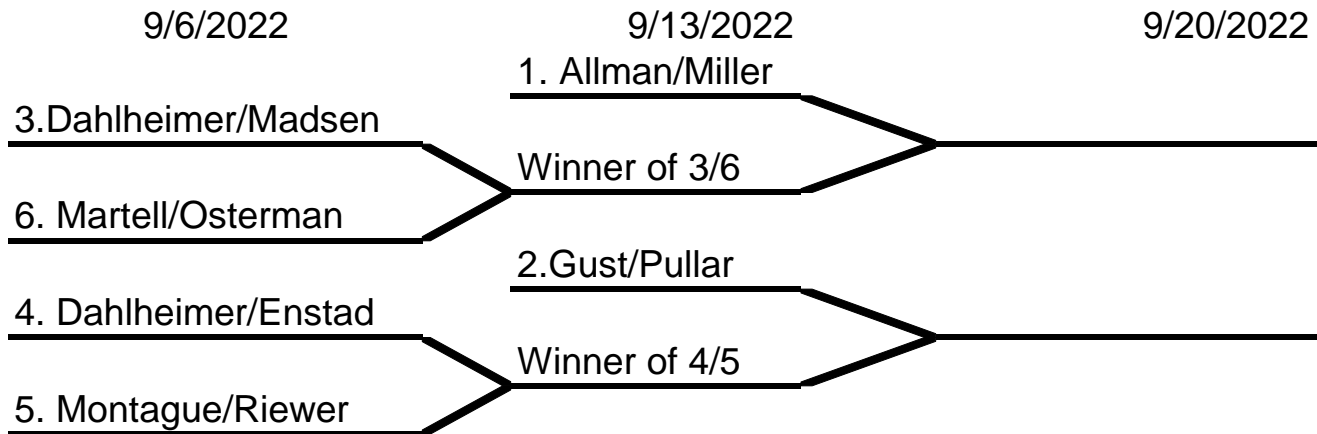 9/6/2022 9/13/2022 9/20/2022
1. Allman/Miller
3.Dahlheimer/Madsen
Winner of 3/6
6. Martell/Osterman
2.Gust/Pullar
4. Dahlheimer/Enstad
Winner of 4/5
5. Montague/Riewer